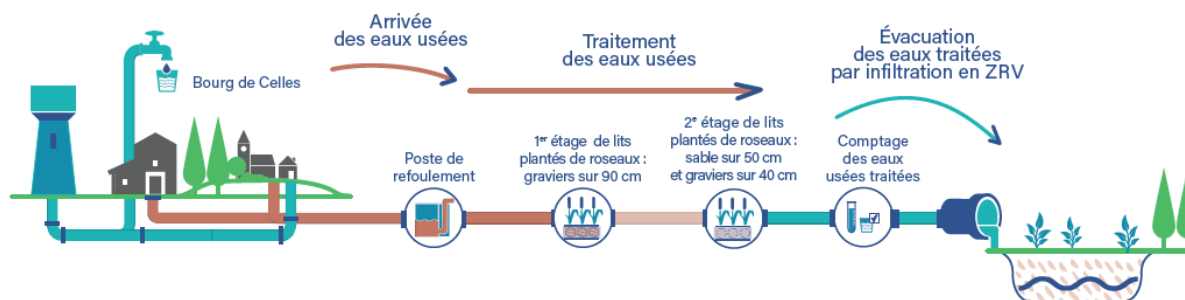 Arrivée
des eaux usées
Traitement
des eaux usées
Évacuation
des eaux traitées
par infiltration en ZRV
Bourg de Celles
Poste de
refoulement
1er étage de lits
plantés de roseaux :
graviers sur 90 cm
2e étage de lits
plantés de roseaux :
sable sur 50 cm
et graviers sur 40 cm
Comptage
des eaux
usées traitées